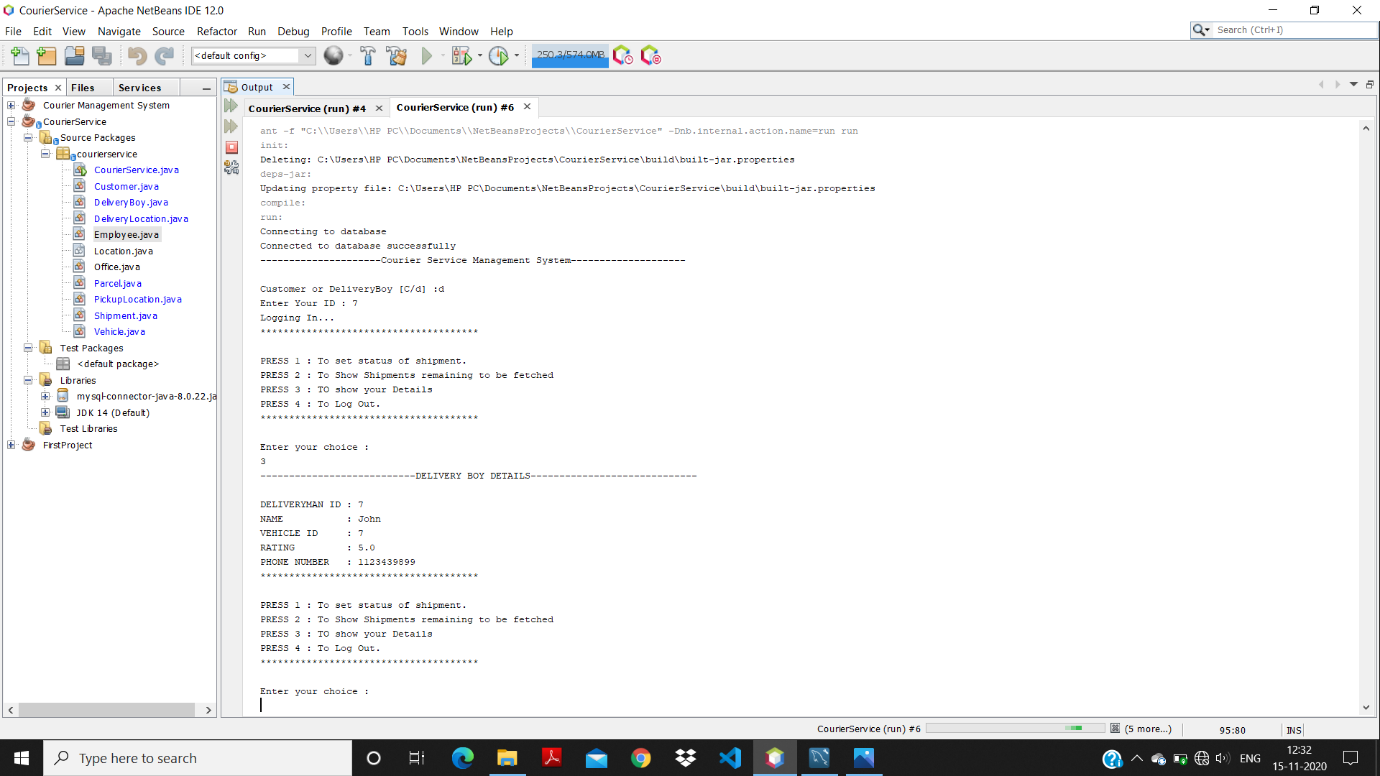 CourierService - Apache NetBeans IDE 12.0
File Edit View Navigate Source Refactor Run Debug Profile Team Tools Window Help
Search (Ctrl+I)
<default config>
250.3/574.0MB
Projects Files Services
Output
Courier Management System
CourierService
Source Packages
courierservice
CourierService.java
Customer.java
DeliveryBoy.java
DeliveryLocation.java
Employee.java
Location.java
Office.java
Parcel.java
PickupLocation.java
Shipment.java
Vehicle.java
Test Packages
<default package>
Libraries
mysql-connector-java-8.0.22.ja
JDK 14 (Default)
Test Libraries
FirstProject
CourierService (run) #4 CourierService (run) #6
ant -f "C:\\Users\\HP PC\\Documents\\NetBeansProjects\\CourierService" -Dnb.internal.action.name=run run
init:
Deleting: C:\Users\HP PC\Documents\NetBeansProjects\CourierService\build\built-jar.properties
deps-jar:
Updating property file: C:\Users\HP PC\Documents\NetBeansProjects\CourierService\build\built-jar.properties
compile:
run:
Connecting to database
Connected to database successfully
---------------------Courier Service Management System--------------------
Customer or DeliveryBoy [C/d] :d
Enter Your ID : 7
Logging In...
**************************************
PRESS 1 : To set status of shipment.
PRESS 2 : To Show Shipments remaining to be fetched
PRESS 3 : TO show your Details
PRESS 4 : To Log Out.
**************************************
Enter your choice :
3
---------------------------DELIVERY BOY DETAILS-----------------------------
DELIVERYMAN ID : 7
NAME : John
VEHICLE ID : 7
RATING : 5.0
PHONE NUMBER : 1123439899
**************************************
PRESS 1 : To set status of shipment.
PRESS 2 : To Show Shipments remaining to be fetched
PRESS 3 : TO show your Details
PRESS 4 : To Log Out.
**************************************
Enter your choice :
CourierService (run) #6 (5 more...) 95:80 INS
Type here to search
ENG
12:32
15-11-2020